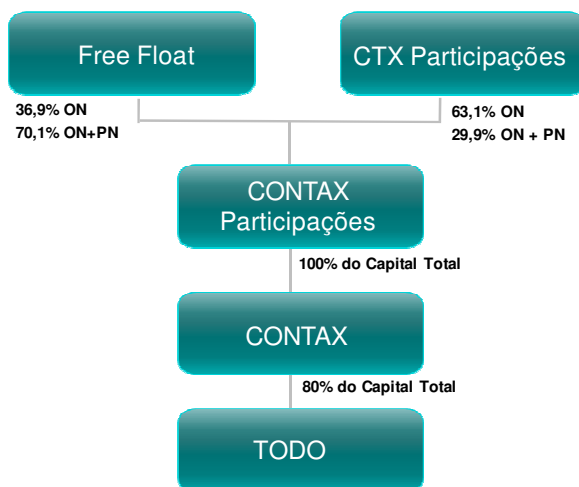 Free Float
CTX Participações
36,9% ON
70,1% ON+PN
63,1% ON
29,9% ON + PN
CONTAX
Participações
100% do Capital Total
CONTAX
80% do Capital Total
TODO